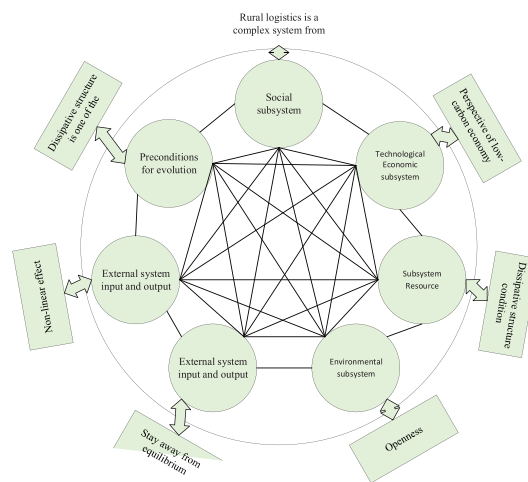 Rural logistics is a
complex system from
Social
subsystem
Perspective of low-
carbon economy
Technological
Economic subsystem
Dissipative structure
is one of the
Preconditions
for evolution
Subsystem
Resource
Dissipative structure
condition
Non-linear effect
External system
input and output
External system
input and output
Environmental
subsystem
Stay away from
equilibrium
Openness